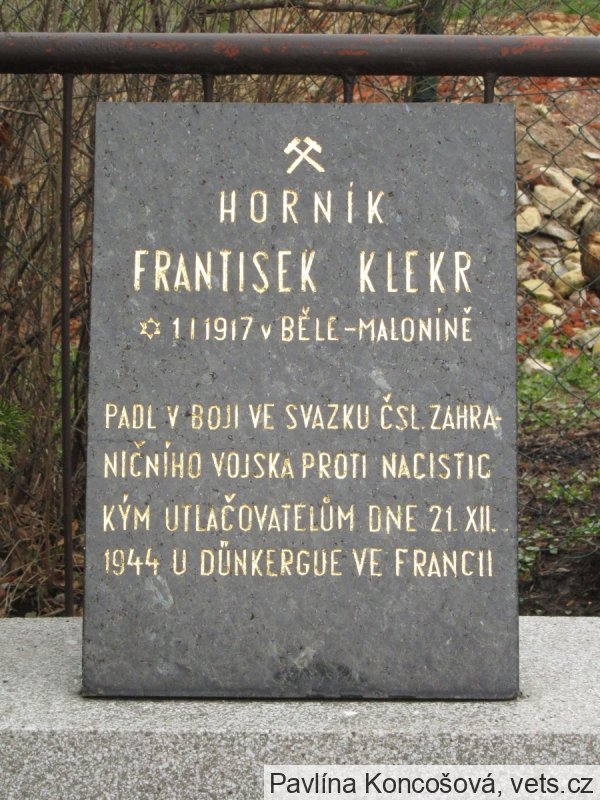 HORNÍK
FRANTISEK KLEKR
✡ 1 I 1917 v BĚLE-MALONÍNĚ
PADL V BOJI VE SVAZKU ČSL. ZAHRA-
NIČNÍHO VOJSKA PROTI NACISTIC
KÝM UTLAČOVATELŮM DNE 21. XII.
1944 U DÜNKERGUE VE FRANCII
Pavlína Koncošová, vets.cz